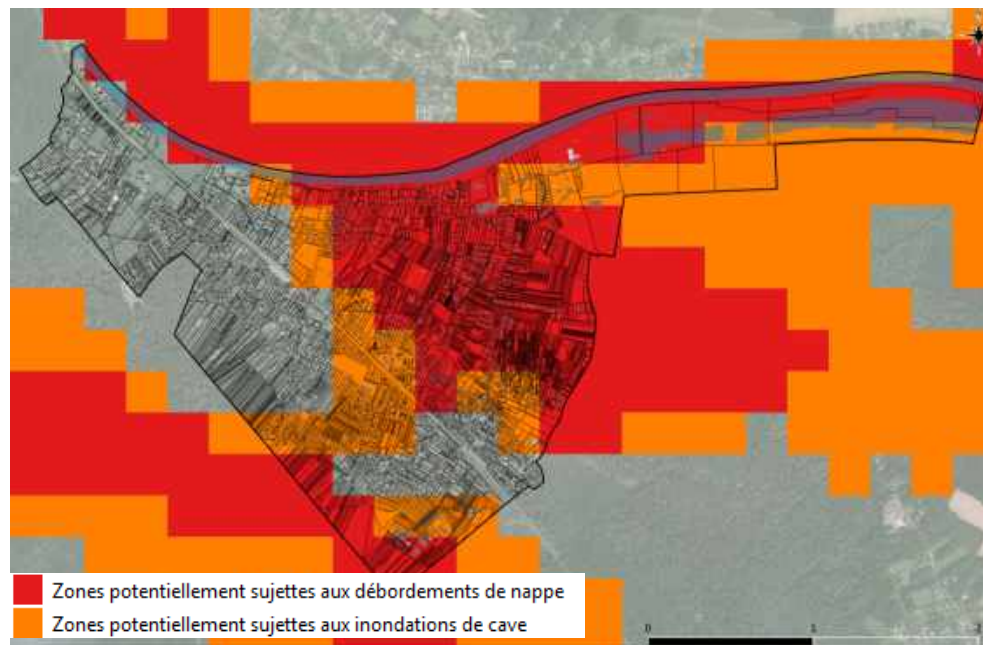 Zones potentiellement sujettes aux débordements de nappe
Zones potentiellement sujettes aux inondations de cave
0 1 2